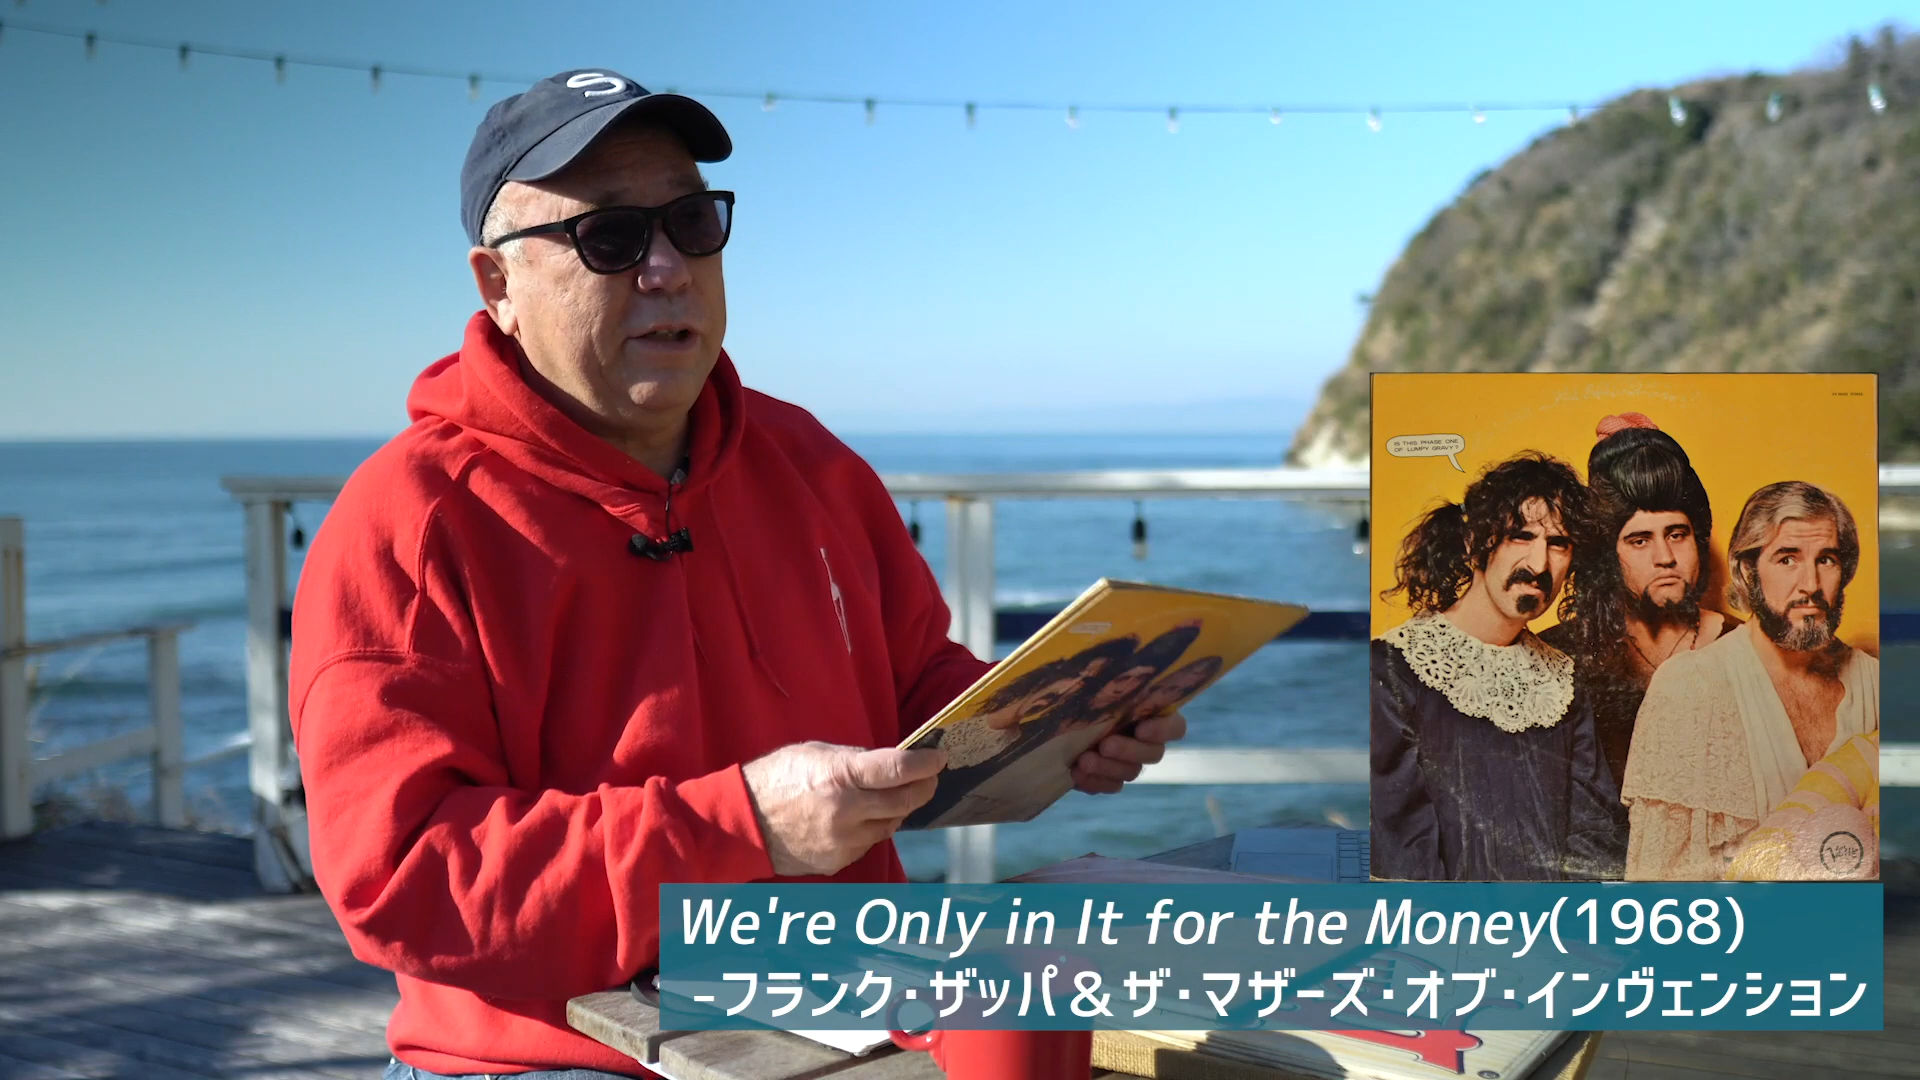 S
IS THIS PHASE ONE
OF LUMPY GRAVY?
Verve
We're Only in It for the Money(1968)
-フランク・ザッパ&ザ・マザーズ・オブ・インヴェンション